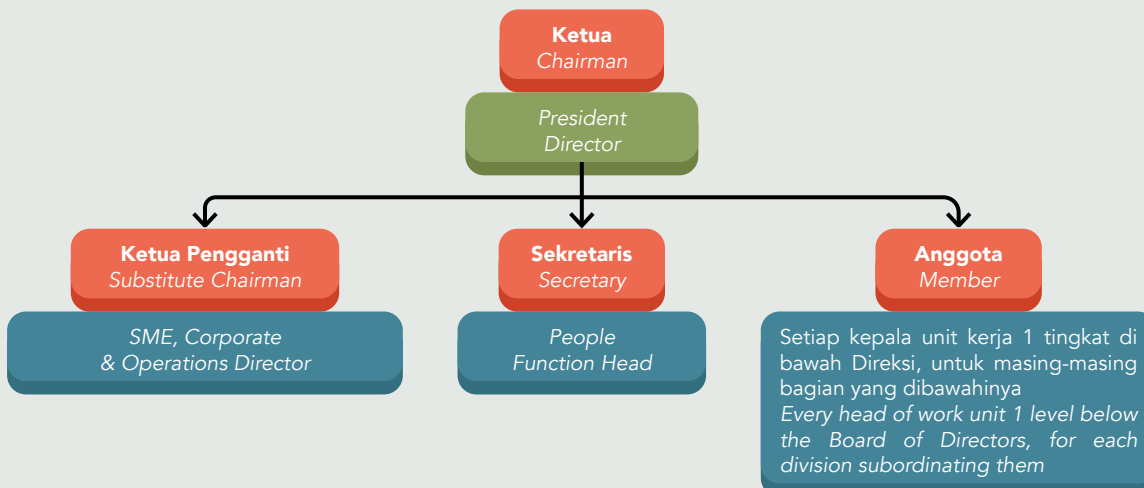 Ketua
Chairman
President
Director
Ketua Pengganti
Substitute Chairman
SME, Corporate
& Operations Director
Sekretaris
Secretary
People
Function Head
Anggota
Member
Setiap kepala unit kerja 1 tingkat di
bawah Direksi, untuk masing-masing
bagian yang dibawahinya
Every head of work unit 1 level below
the Board of Directors, for each
division subordinating them